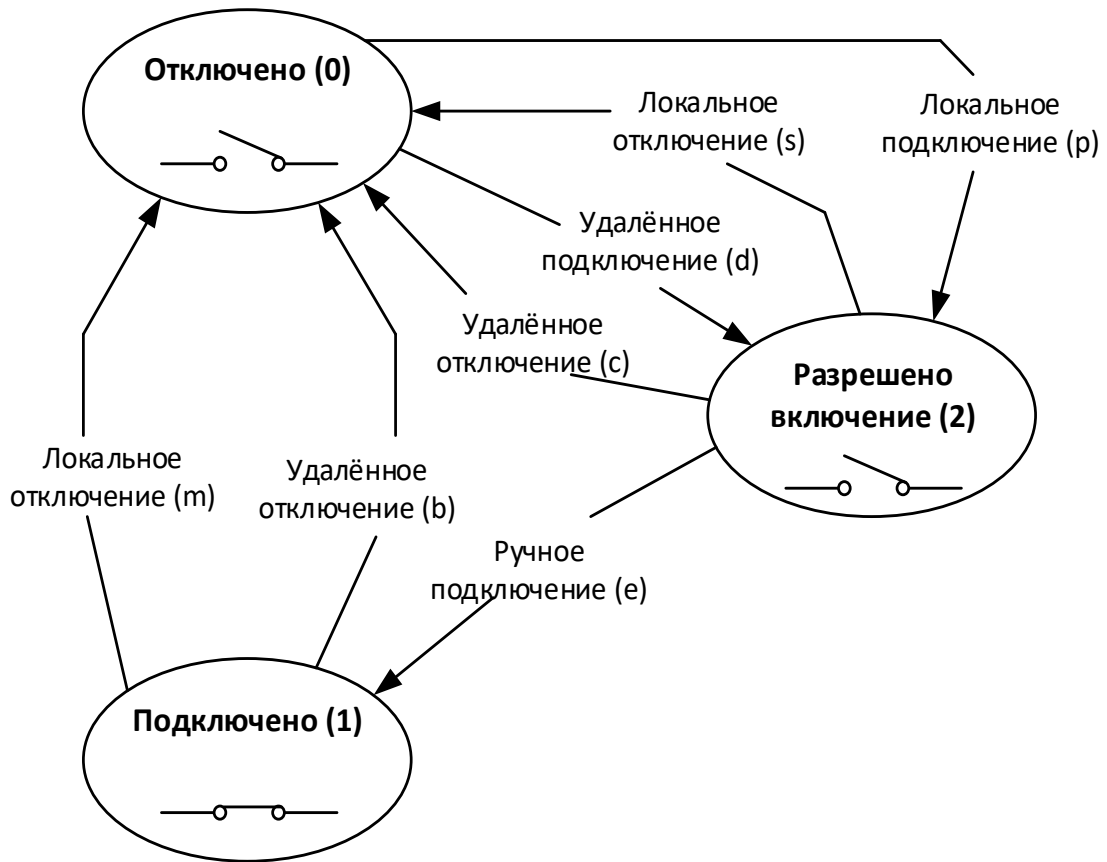 Отключено (0)
Локальное
отключение (s)
Локальное
подключение (p)
Удалённое
подключение (d)
Удалённое
отключение (c)
Разрешено
включение (2)
Локальное
отключение (m)
Удалённое
отключение (b)
Ручное
подключение (e)
Подключено (1)